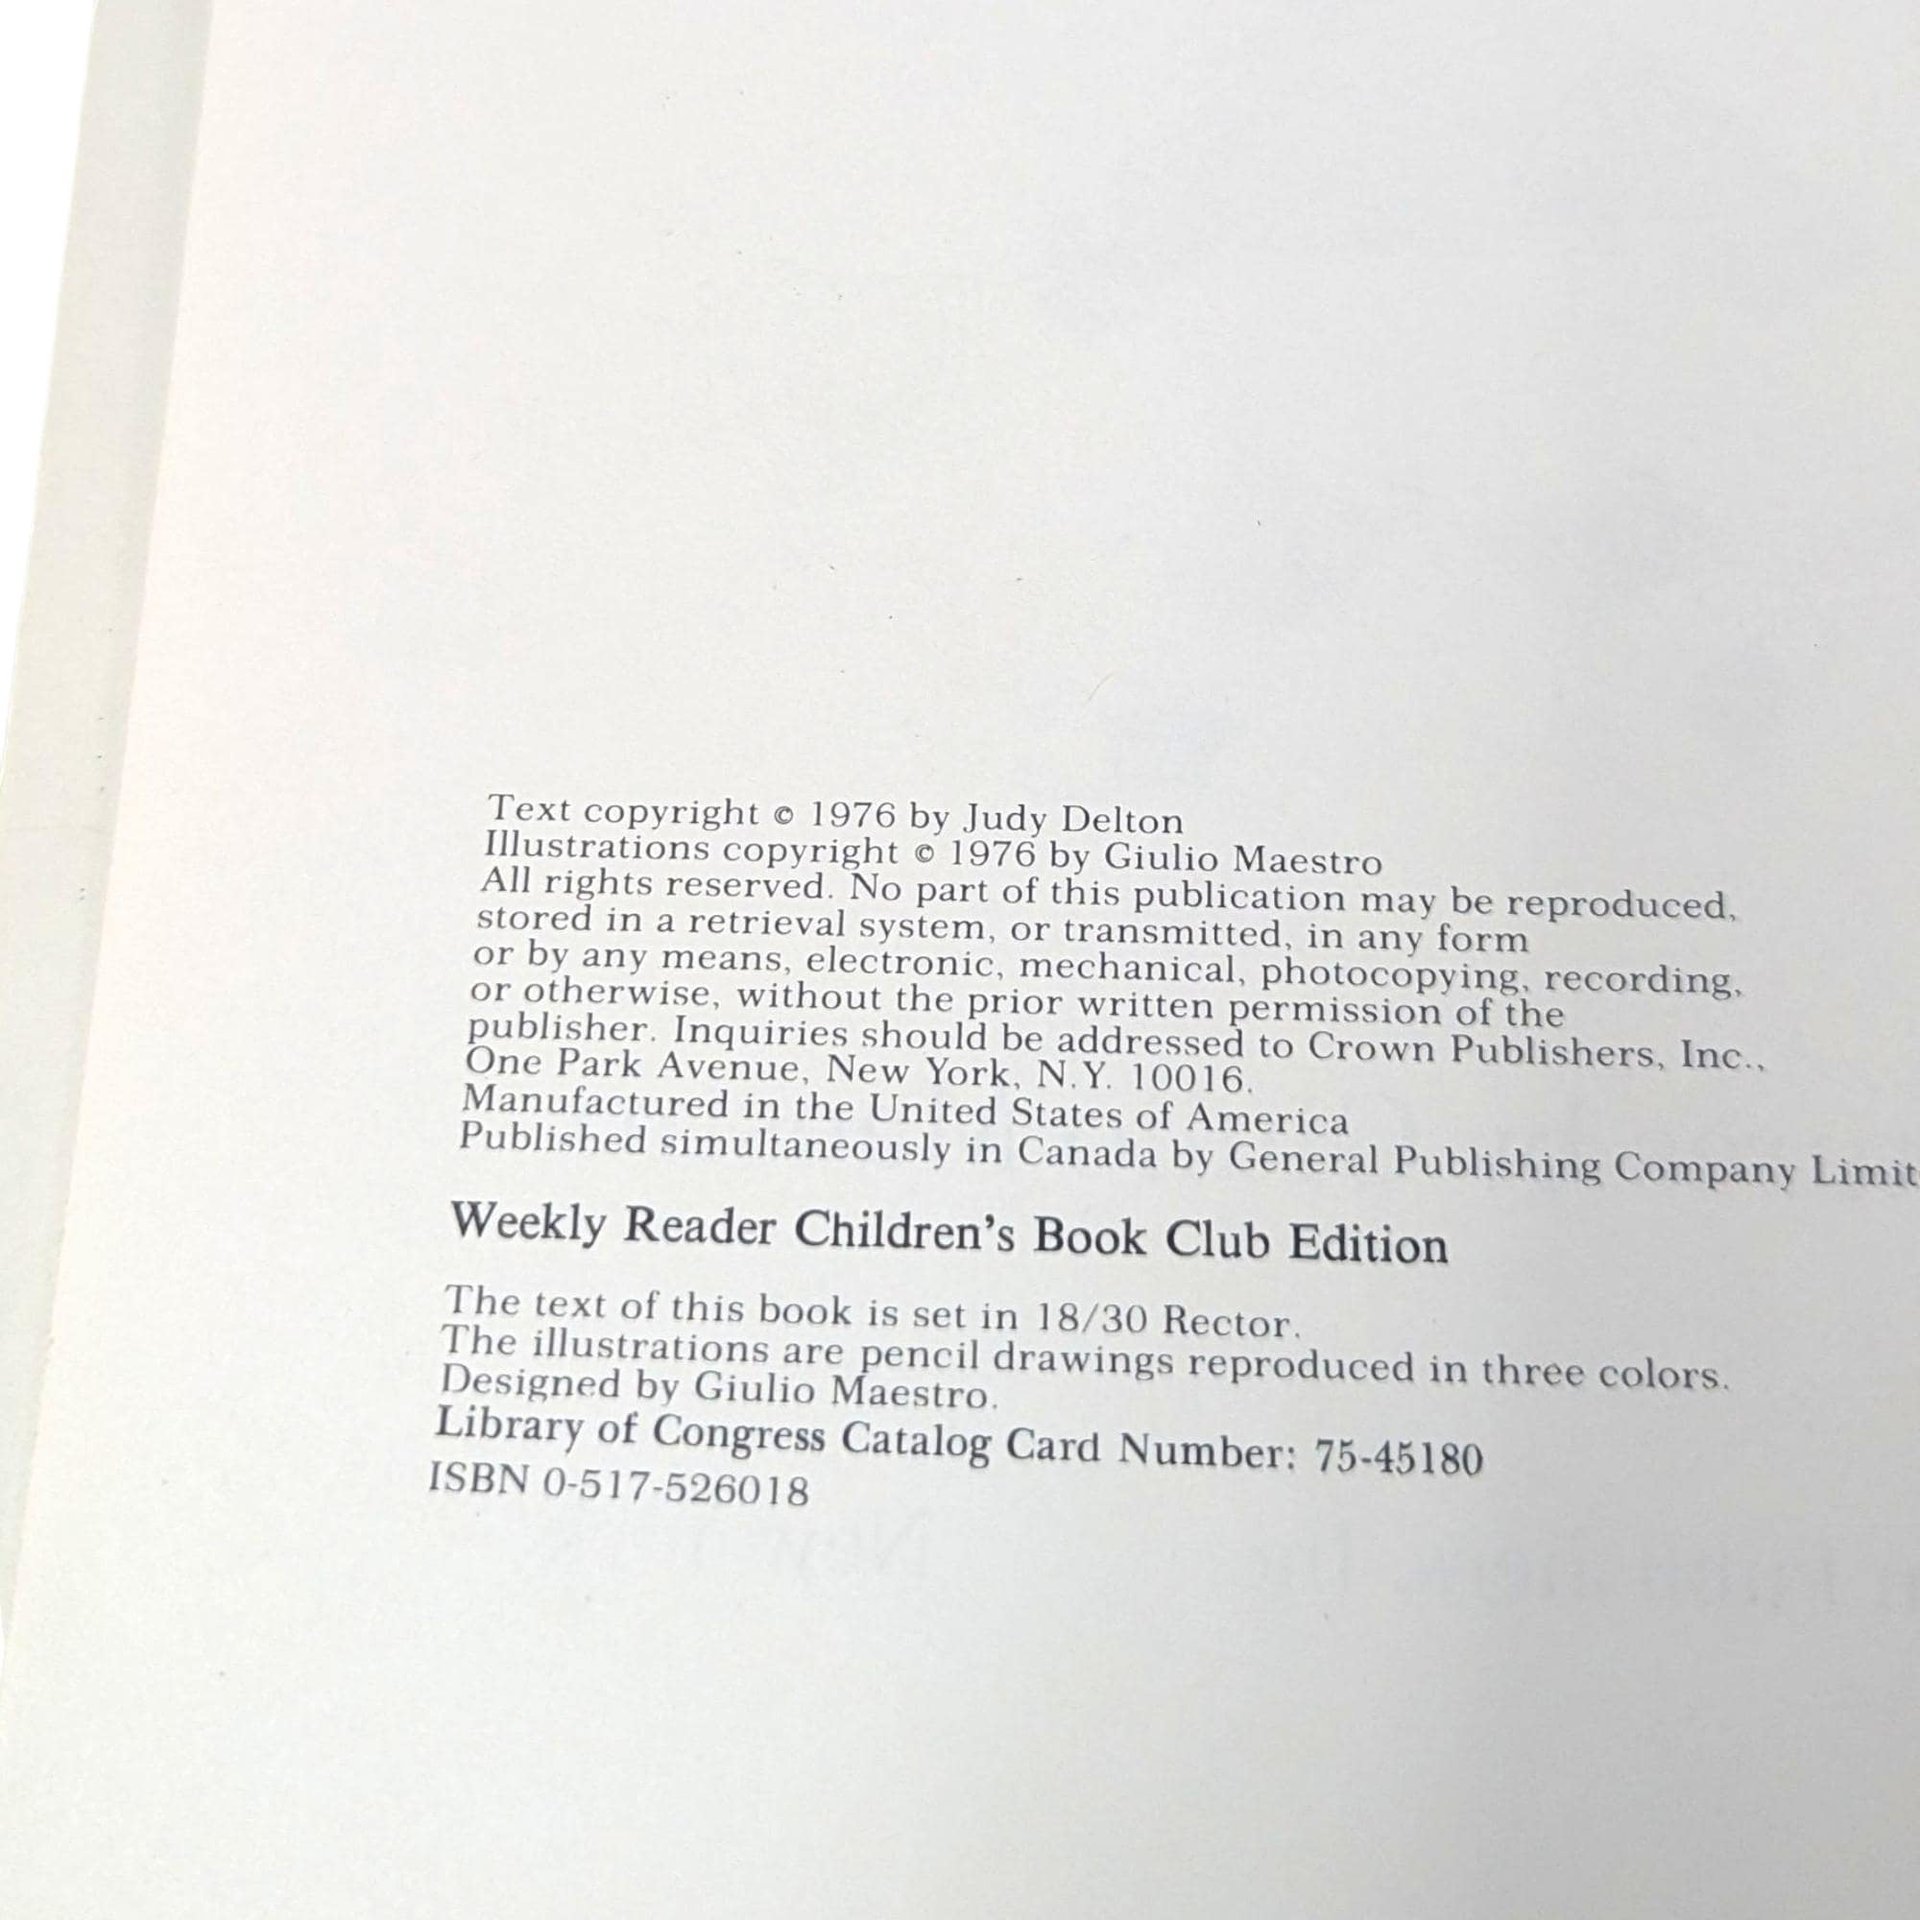 Text copyright © 1976 by Judy Delton
Illustrations copyright © 1976 by Giulio Maestro
All rights reserved. No part of this publication may be reproduced,
stored in a retrieval system, or transmitted, in any form
or by any means, electronic, mechanical, photocopying, recording,
or otherwise, without the prior written permission of the
publisher. Inquiries should be addressed to Crown Publishers, Inc.,
One Park Avenue, New York, N.Y. 10016.
Manufactured in the United States of America
Published simultaneously in Canada by General Publishing Company Limit
Weekly Reader Children's Book Club Edition
The text of this book is set in 18/30 Rector.
The illustrations are pencil drawings reproduced in three colors.
Designed by Giulio Maestro.
Library of Congress Catalog Card Number: 75-45180
ISBN 0-517-526018